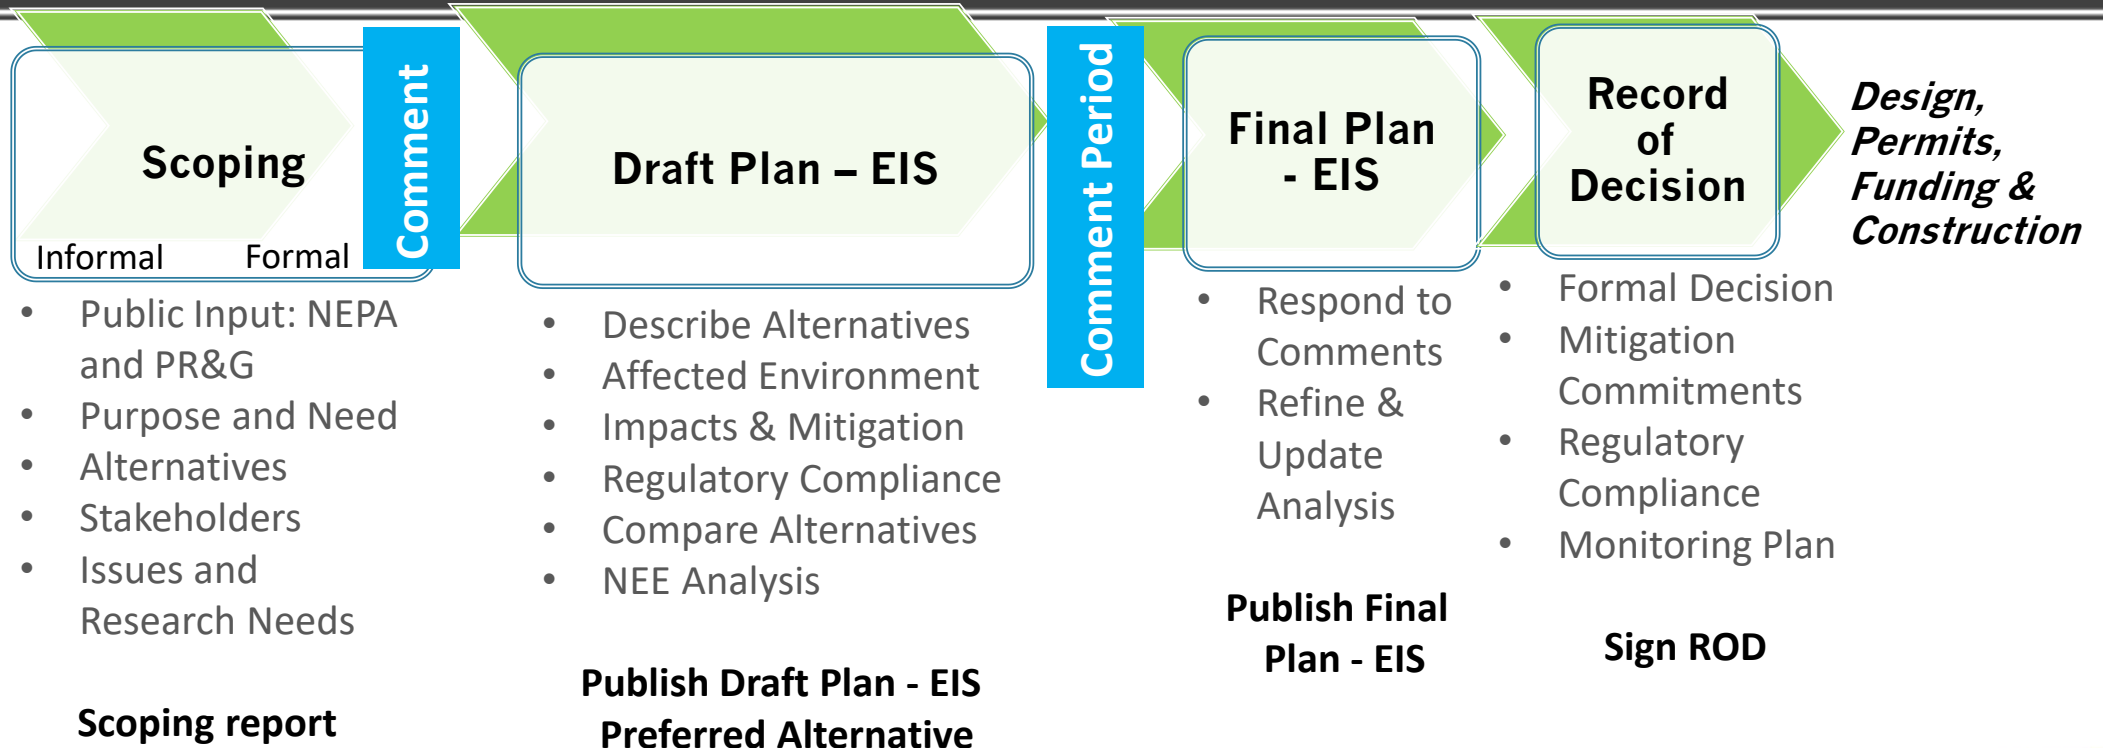 Scoping
Informal
Formal
• Public Input: NEPA
and PR&G
• Purpose and Need
• Alternatives
• Stakeholders
• Issues and
Research Needs
Scoping report
Comment
Draft Plan – EIS
• Describe Alternatives
• Affected Environment
• Impacts & Mitigation
• Regulatory Compliance
• Compare Alternatives
• NEE Analysis
Publish Draft Plan - EIS
Preferred Alternative
Comment Period
Final Plan
- EIS
• Respond to
Comments
• Refine &
Update
Analysis
Publish Final
Plan - EIS
Record
of
Decision
• Formal Decision
• Mitigation
Commitments
• Regulatory
Compliance
• Monitoring Plan
Sign ROD
Design,
Permits,
Funding &
Construction